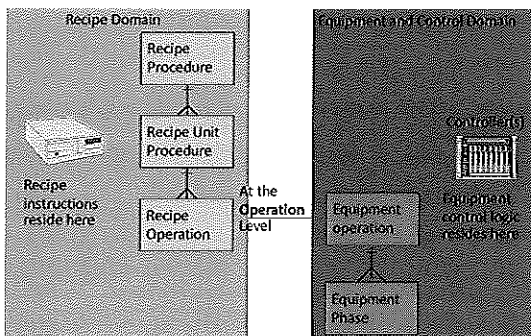 Recipe Domain
Recipe
Procedure
Recipe Unit
Procedure
Recipe
instructions
reside here
Recipe
Operation
At the
Operation
Level
Equipment and Control Domain
Controller(s)
Equipment
control logic
resides here
Equipment
operation
Equipment
Phase